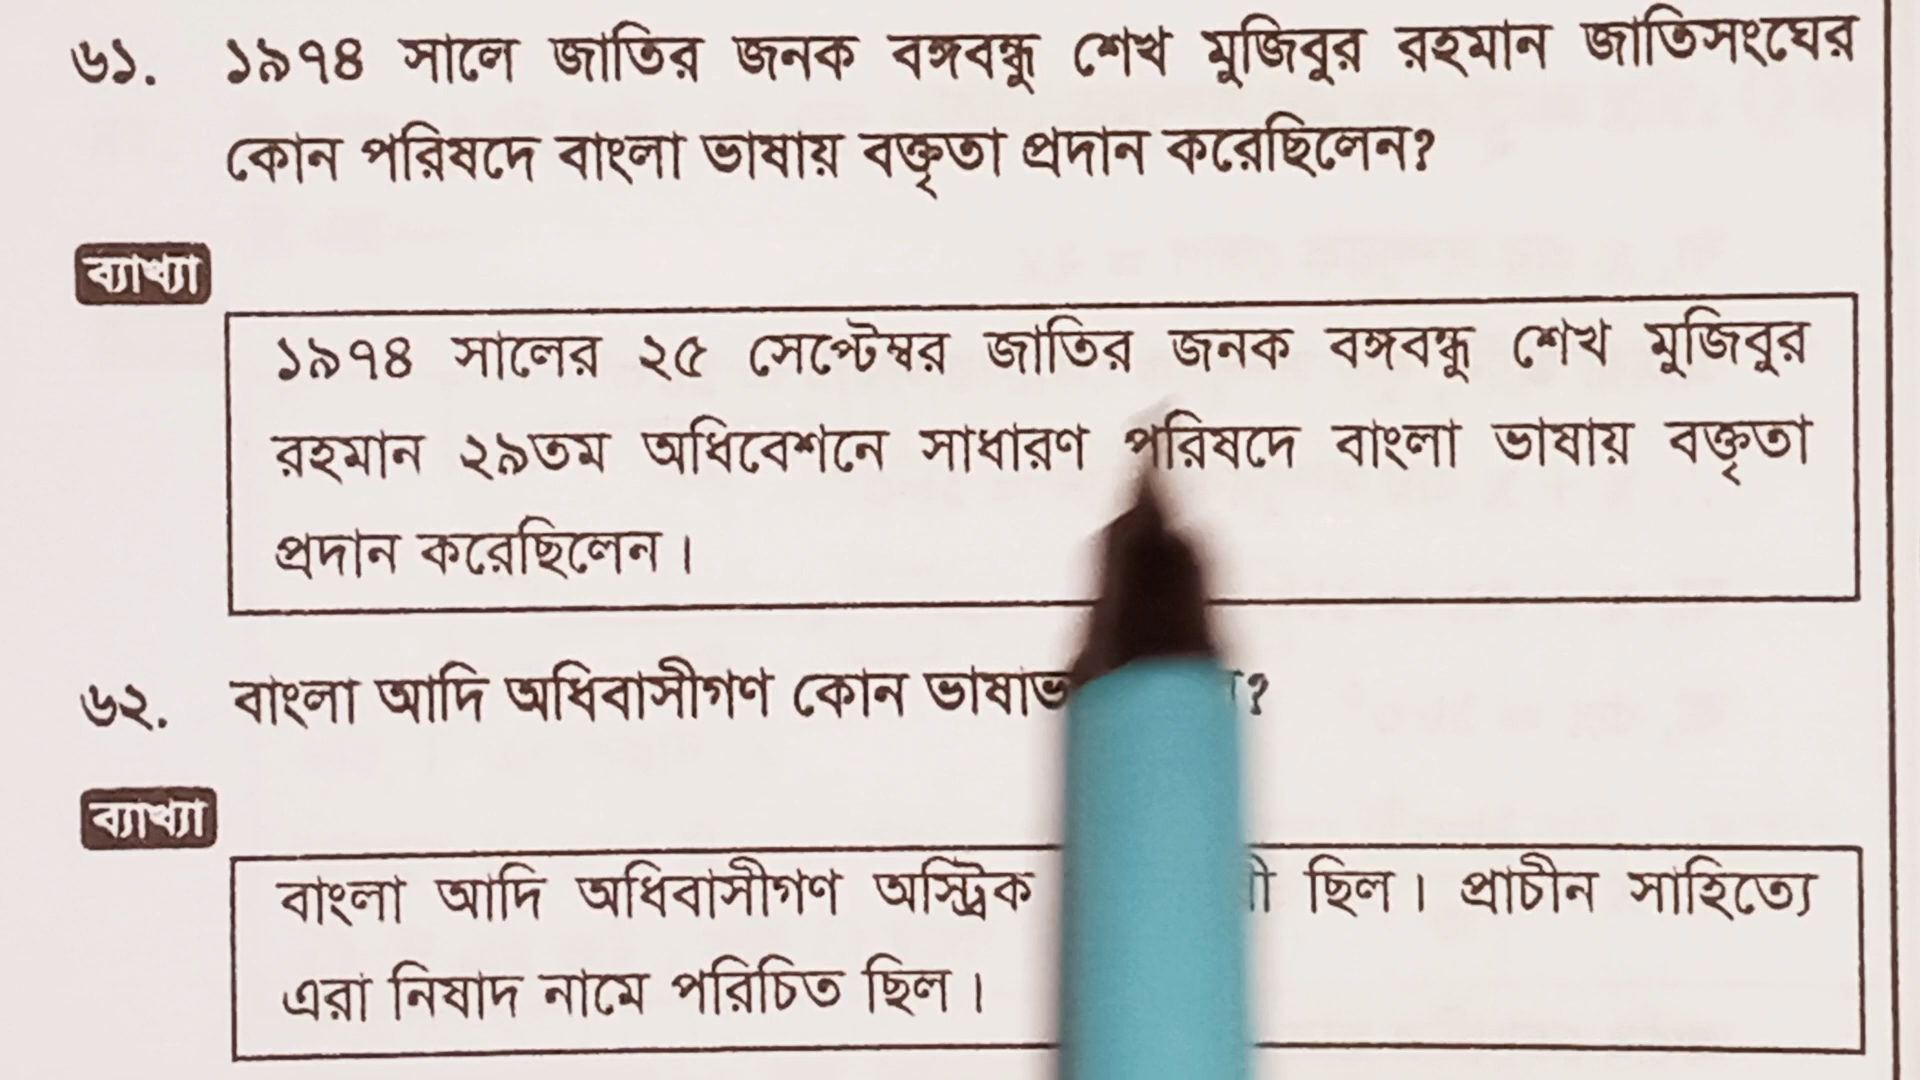 ৬১. ১৯৭৪ সালে জাতির জনক বঙ্গবন্ধু শেখ মুজিবুর রহমান জাতিসংঘের
কোন পরিষদে বাংলা ভাষায় বক্তৃতা প্রদান করেছিলেন?
ব্যাখ্যা
১৯৭৪ সালের ২৫ সেপ্টেম্বর জাতির জনক বঙ্গবন্ধু শেখ মুজিবুর
রহমান ২৯তম অধিবেশনে সাধারণ পরিষদে বাংলা ভাষায় বক্তৃতা
প্রদান করেছিলেন।
৬২. বাংলা আদি অধিবাসীগণ কোন
ব্যাখ্যা
বাংলা আদি অধিবাসীগণ অস্ট্রিক ছিল। প্রাচীন সাহিত্যে
এরা নিষাদ নামে পরিচিত ছিল।